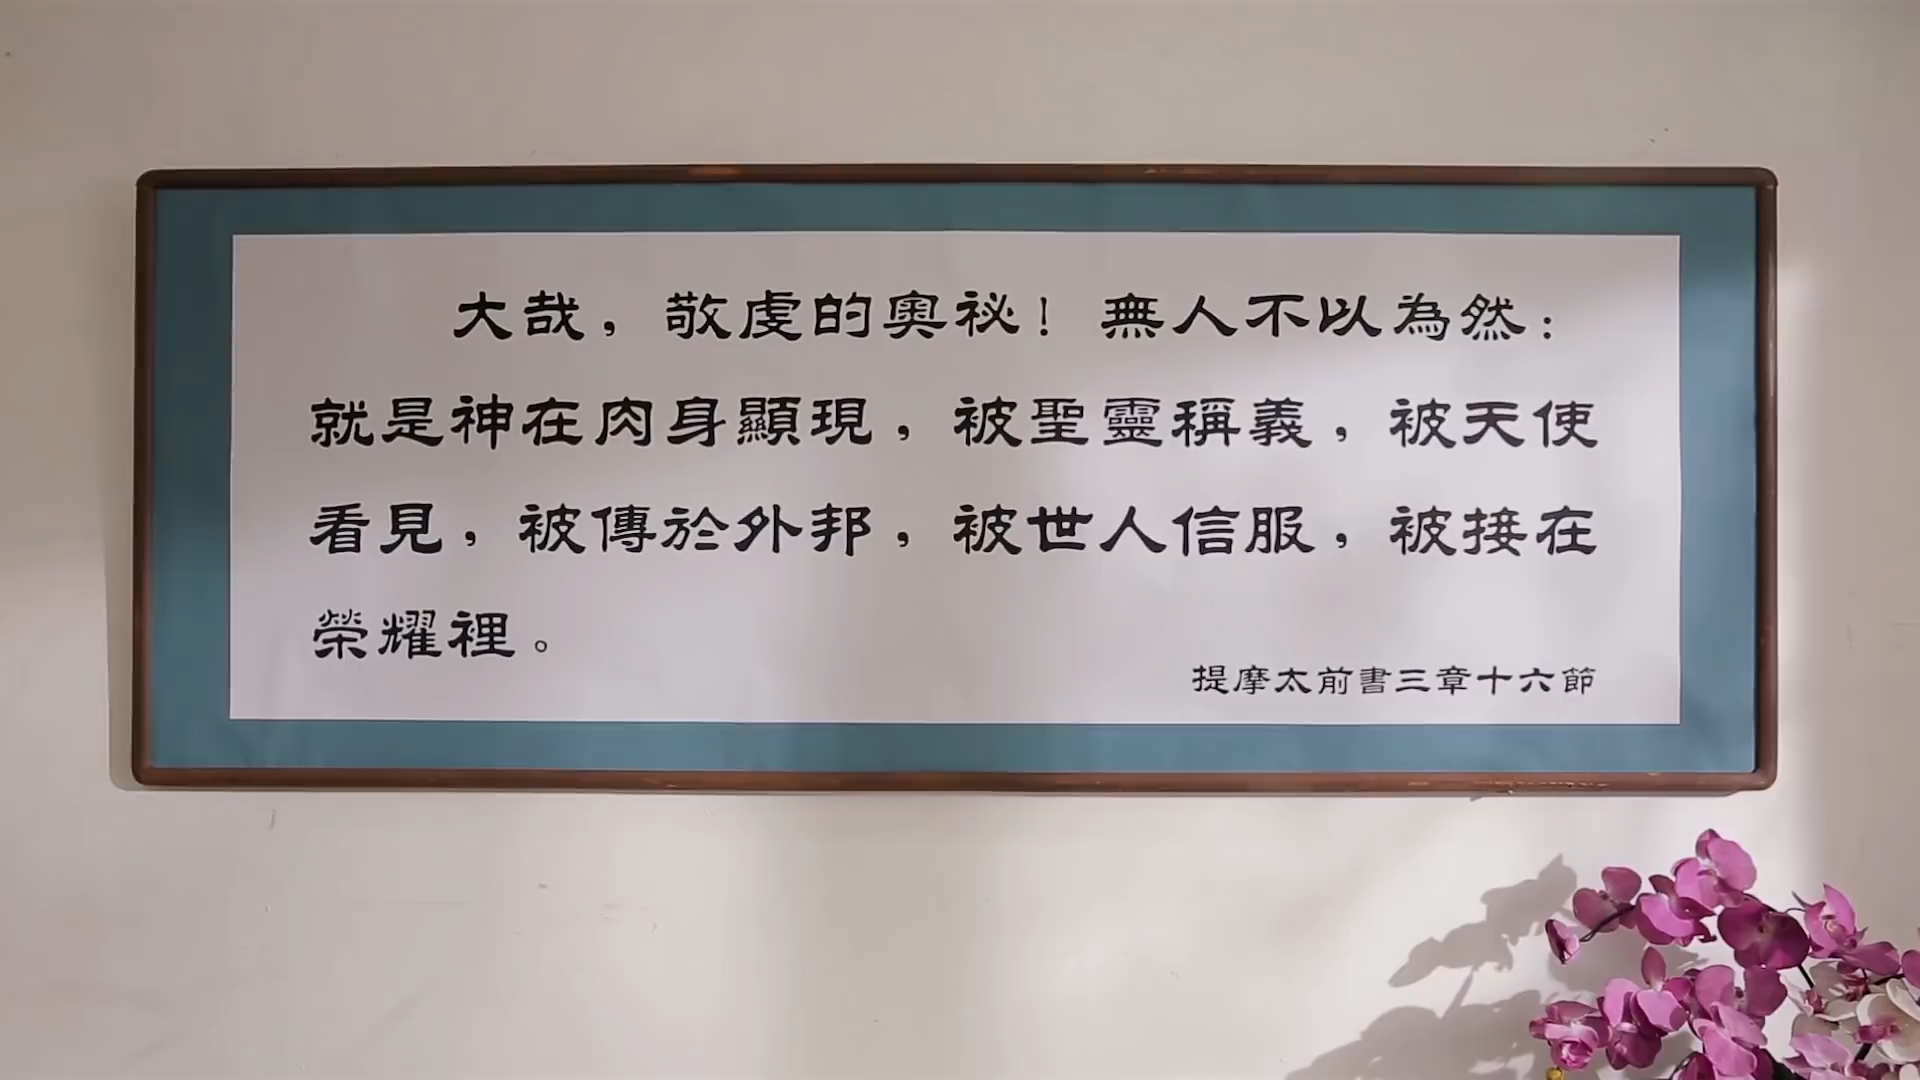 大哉，敬虔的奧祕！無人不以為然：
就是神在肉身顯現，被聖靈稱義，被天使
看見，被傳於外邦，被世人信服，被接在
榮耀裡。
提摩太前書三章十六節